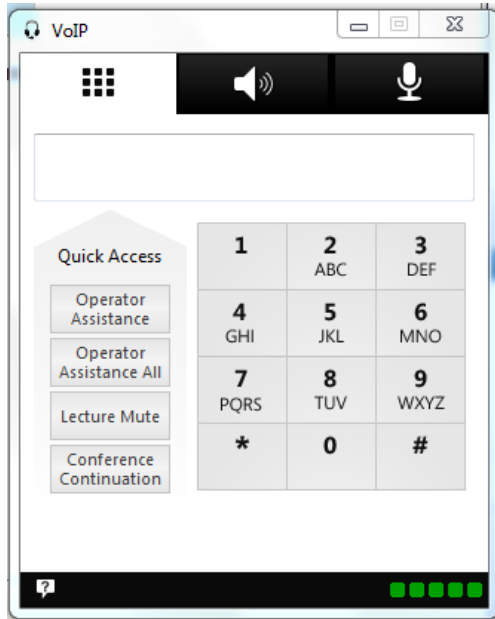 VoIP
Quick Access
Operator
Assistance
Operator
Assistance All
Lecture Mute
Conference
Continuation
1 2 3
ABC DEF
4 5 6
GHI JKL MNO
7 8 9
PQRS TUV WXYZ
* 0 #
?